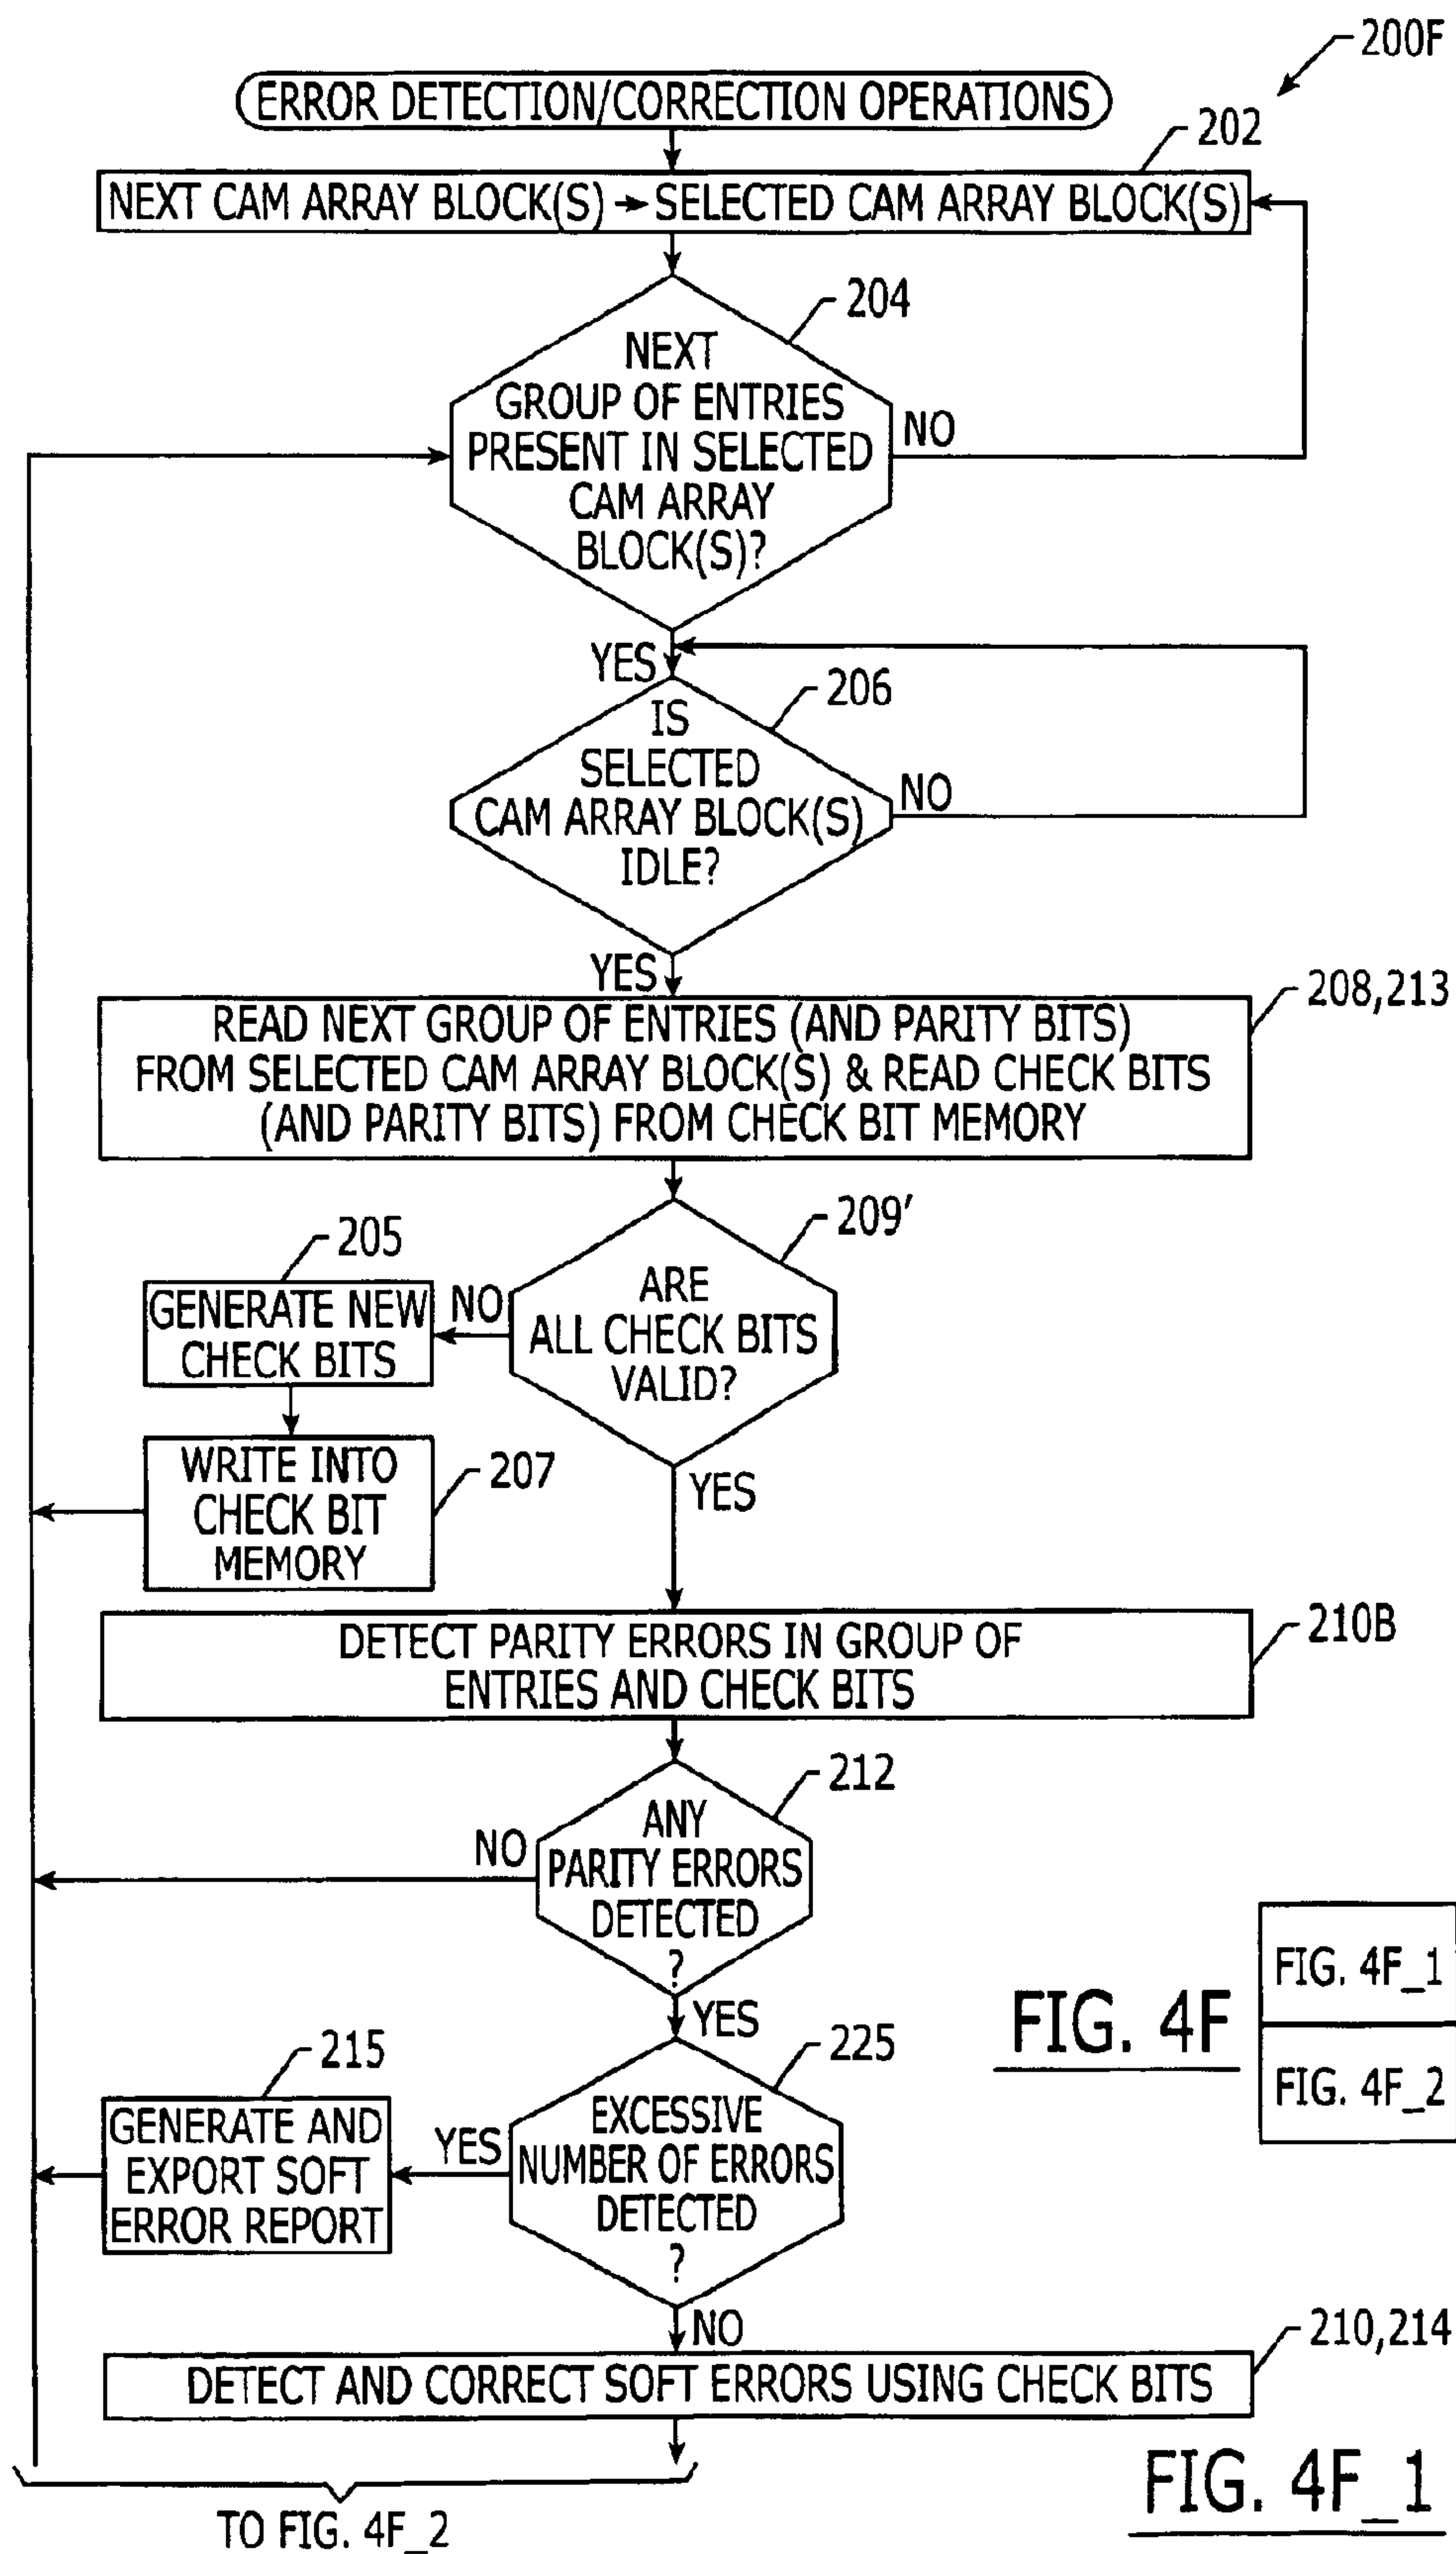 200F
ERROR DETECTION/CORRECTION OPERATIONS
202
NEXT CAM ARRAY BLOCK(S) → SELECTED CAM ARRAY BLOCK(S)
204
NEXT
GROUP OF ENTRIES
PRESENT IN SELECTED
CAM ARRAY
BLOCK(S)?
NO
YES
206
IS
SELECTED
CAM ARRAY BLOCK(S)
IDLE?
NO
YES
208,213
READ NEXT GROUP OF ENTRIES (AND PARITY BITS)
FROM SELECTED CAM ARRAY BLOCK(S) & READ CHECK BITS
(AND PARITY BITS) FROM CHECK BIT MEMORY
209'
ARE
ALL CHECK BITS
VALID?
NO
205
GENERATE NEW
CHECK BITS
207
WRITE INTO
CHECK BIT
MEMORY
YES
210B
DETECT PARITY ERRORS IN GROUP OF
ENTRIES AND CHECK BITS
212
ANY
PARITY ERRORS
DETECTED
?
NO
YES
225
EXCESSIVE
NUMBER OF ERRORS
DETECTED
?
YES
215
GENERATE AND
EXPORT SOFT
ERROR REPORT
NO
210,214
DETECT AND CORRECT SOFT ERRORS USING CHECK BITS
TO FIG. 4F_2
FIG. 4F
FIG. 4F_1
FIG. 4F_2
FIG. 4F_1